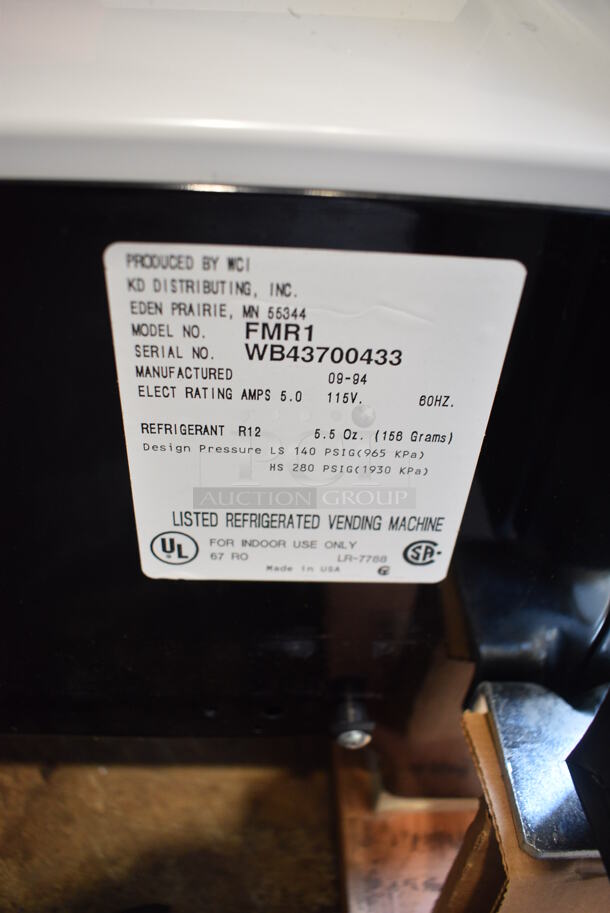 PRODUCED BY WCI
KD DISTRIBUTING, INC.
EDEN PRAIRIE, MN 55344
MODEL NO. FMR1
SERIAL NO. WB43700433
MANUFACTURED 09-94
ELECT RATING AMPS 5.0 115V. 60HZ.
REFRIGERANT R12 5.5 Oz. (156 Grams)
Design Pressure LS 140 PSIG(965 KPa)
HS 280 PSIG(1930 KPa)
PCI
AUCTION GROUP
LISTED REFRIGERATED VENDING MACHINE
UL FOR INDOOR USE ONLY SA
67 RO LR-7788
Made in USA G